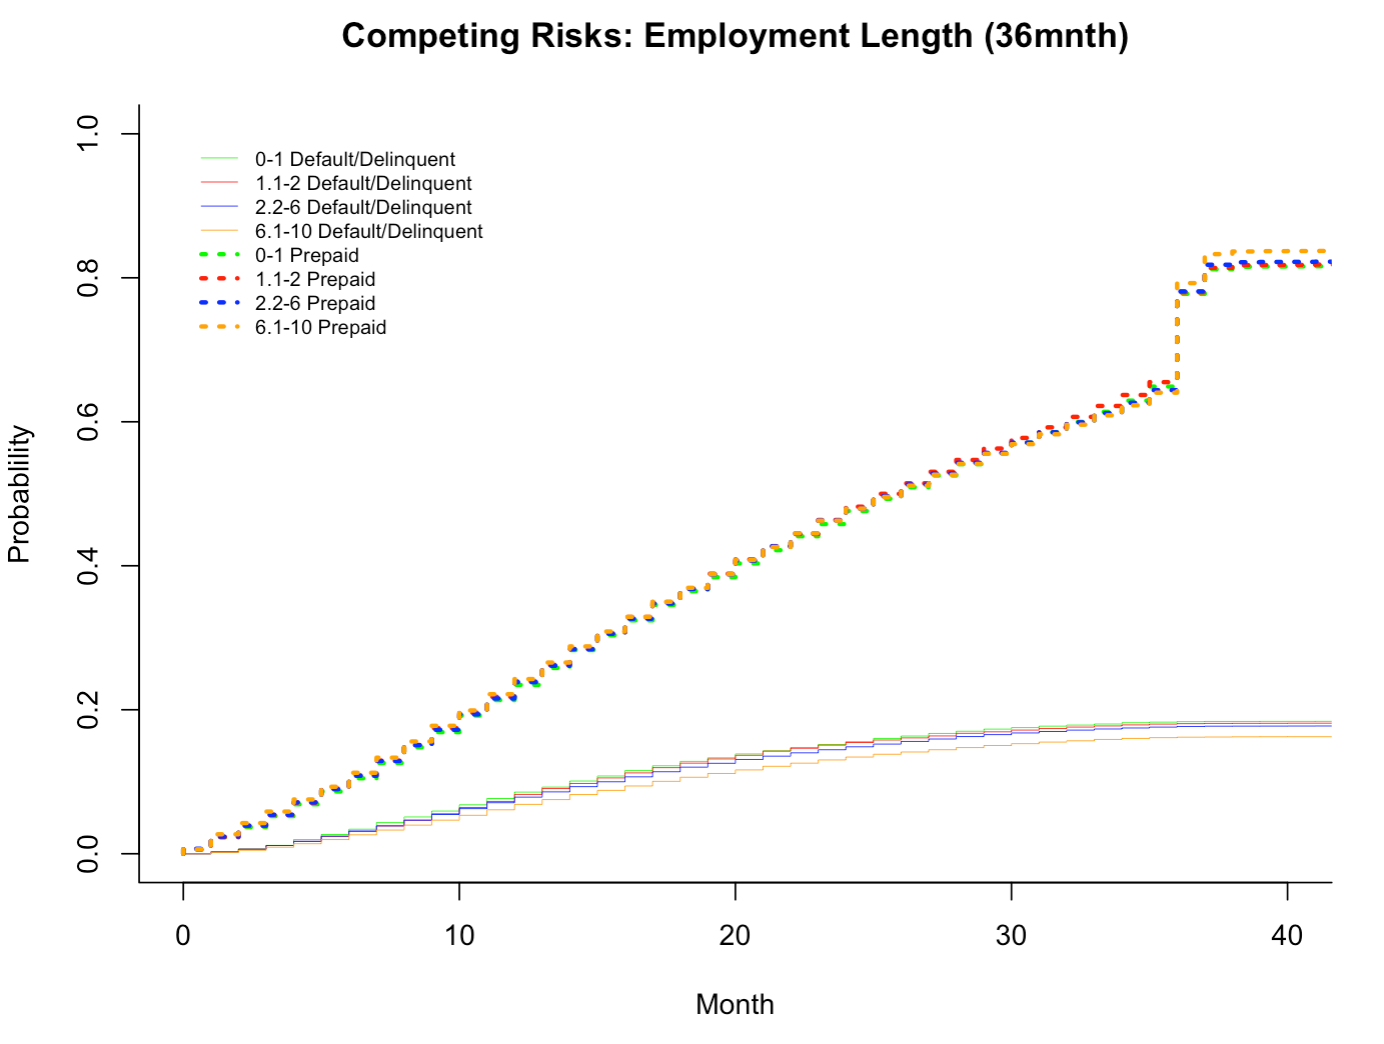 Competing Risks: Employment Length (36mnth)
1.0
0.8
0.6
0.4
0.2
0.0
Probablility
0-1 Default/Delinquent
1.1-2 Default/Delinquent
2.2-6 Default/Delinquent
6.1-10 Default/Delinquent
0-1 Prepaid
1.1-2 Prepaid
2.2-6 Prepaid
6.1-10 Prepaid
0 10 20 30 40
Month